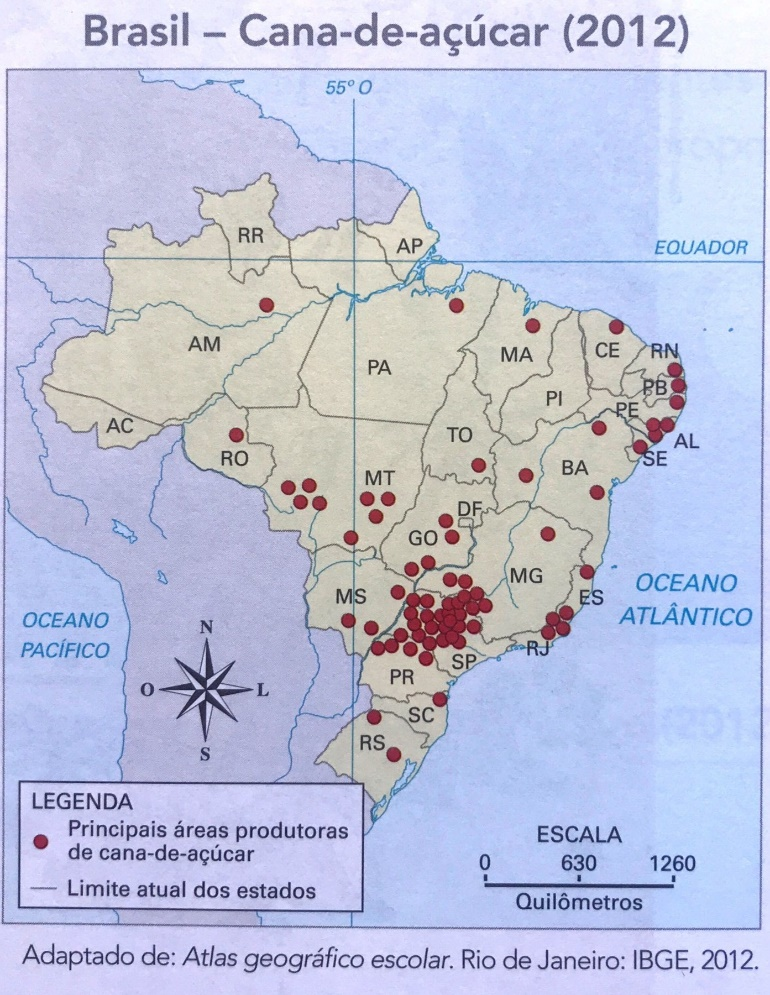 Brasil – Cana-de-açúcar (2012)
55º O
RR
AP
EQUADOR
AM
PA
MA
CE
RN
PB
PI
PE
AC
TO
AL
SE
RO
BA
MT
DF
GO
MG
MS
ES
OCEANO
ATLÂNTICO
OCEANO
PACÍFICO
N
O
L
S
RJ
SP
PR
SC
RS
LEGENDA
Principais áreas produtoras
de cana-de-açúcar
Limite atual dos estados
ESCALA
0 630 1260
Quilômetros
Adaptado de: Atlas geográfico escolar. Rio de Janeiro: IBGE, 2012.